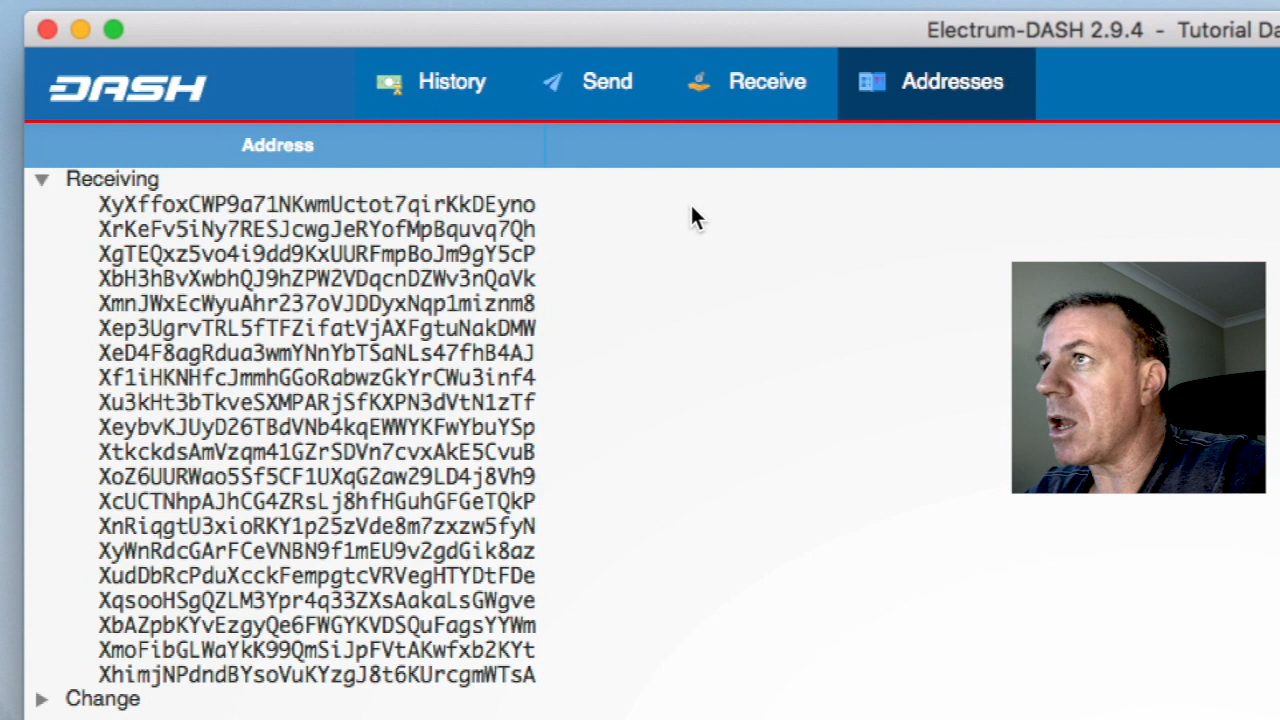 Electrum-DASH 2.9.4 - Tutorial Da
DASH History Send Receive Addresses
Address
Receiving
XyXffoxCWP9a71NKwmUctot7qirKkDEyno
XrKeFv5iNy7RESJcwgJeRYofMpBquvq7Qh
XgTEQxz5vo4i9dd9KxUURFmpBoJm9gY5cP
XbH3hBvXwbhQJ9hZPW2VDqcnDZWv3nQaVk
XmnJWxEcWyuAhr237oVJDDyxNqp1miznm8
Xep3UgrvTRL5fTFZifatVjAXFgtuNakDMW
XeD4F8agRdua3wmYNnYbTSaNLs47fhB4AJ
Xf1iHKNHfcJmmhGGoRabwzGkYrCWu3inf4
Xu3kHt3bTkveSXMPARjSfKXPN3dVtN1zTf
XeybvKJUyD26TBdVNb4kqEWWYKFwYbuYSp
XtkckdsAmVzqm41GZrSDVn7cvxAkE5CvuB
XoZ6UURWao5Sf5CF1UXqG2aw29LD4j8Vh9
XcUCTNhpAJhCG4ZRsLj8hfHGuhGFGeTQkP
XnRiqgtU3xioRKY1p25zVde8m7zxzw5fyN
XyWnRdcGArFCeVNBN9f1mEU9v2gdGik8az
XudDbRcPduXcckFempgtcVRVegHTYDtFDe
XqsooHSgQZLM3Ypr4q33ZXsAakaLsGWgve
XbAZpbKYvEzgyQe6FWGYKVDSQuFagsYYWm
XmoFibGLWaYkK99QmSiJpFVtAKwfxb2KYt
XhimjNPdndBYsoVuKYzgJ8t6KUrcgmWTsA
Change